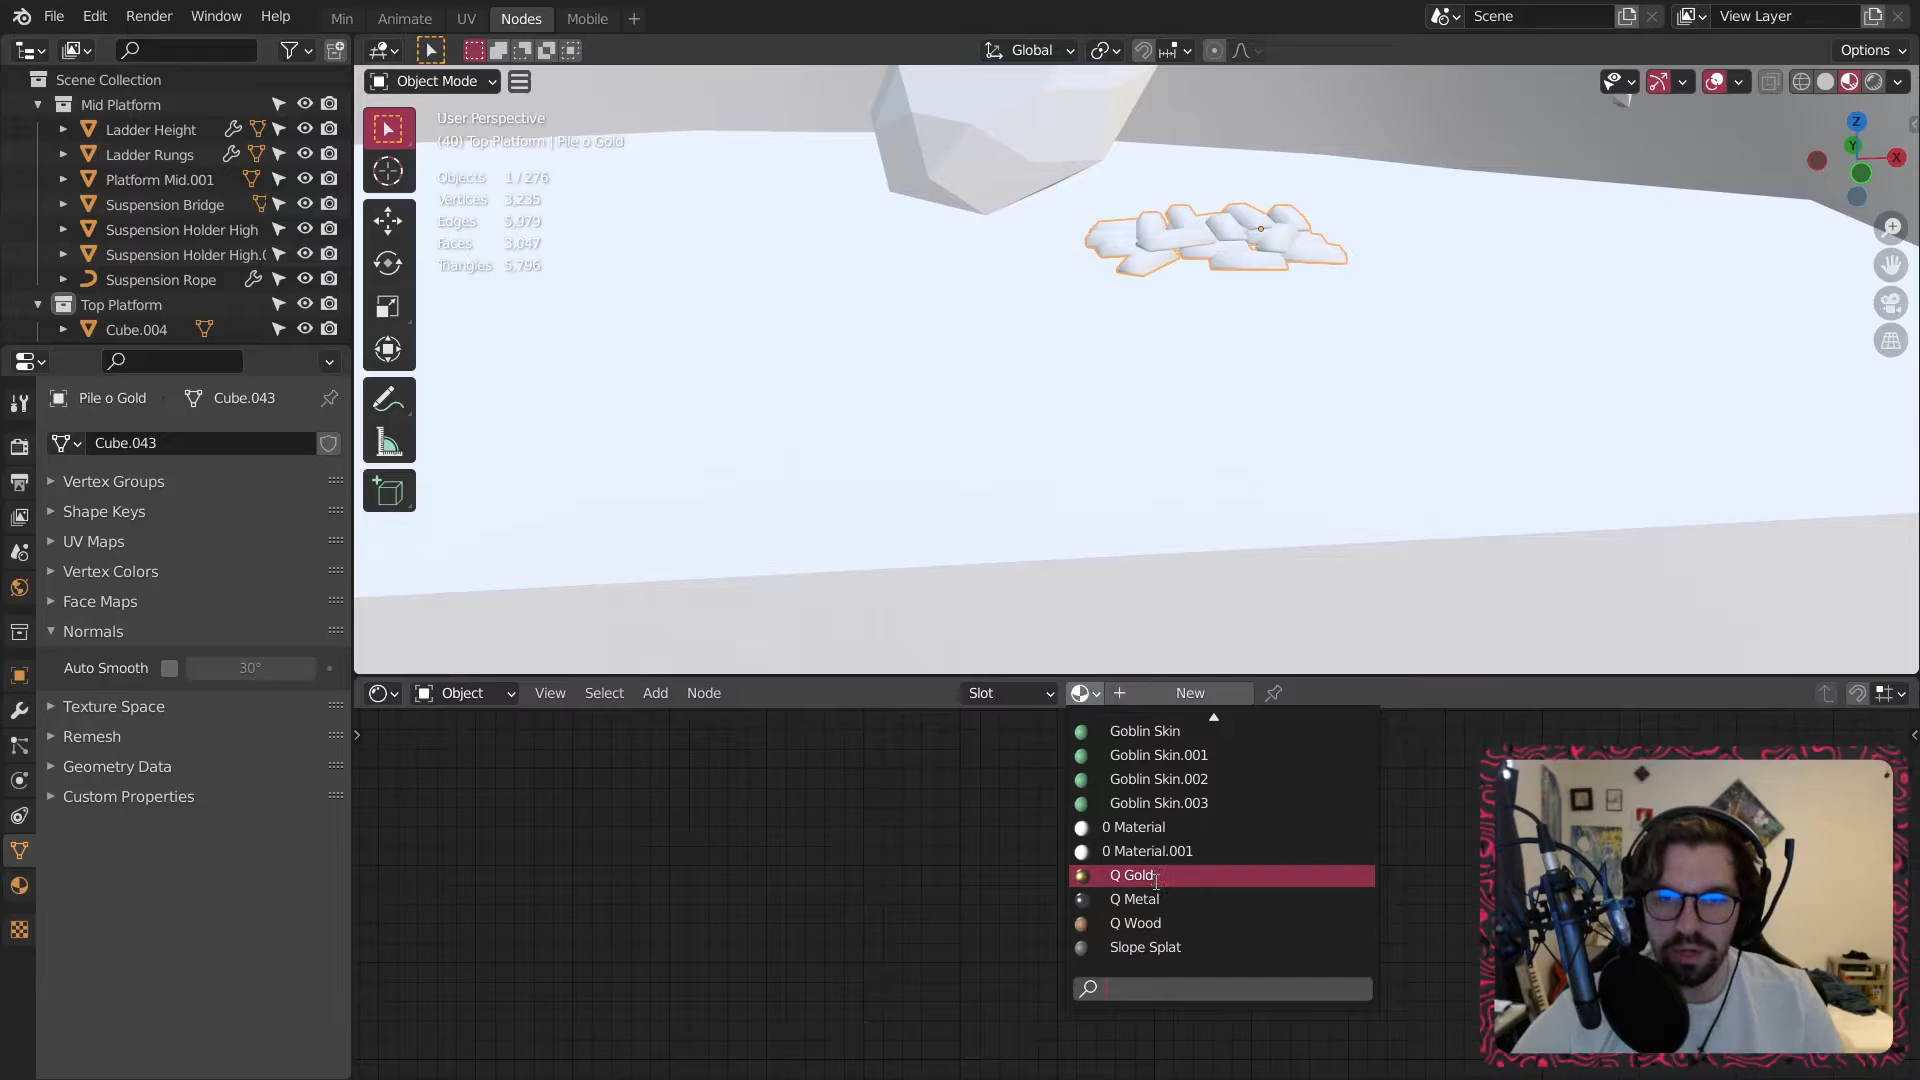 File Edit Render Window Help Min Animate UV Nodes Mobile Scene View Layer
Global Options
Scene Collection Object Mode
Mid Platform
Ladder Height
Ladder Rungs
Platform Mid.001
Suspension Bridge
Suspension Holder High
Suspension Holder High.
Suspension Rope
Top Platform
Cube.004
User Perspective
(40) Top Platform | Pile o Gold
Objects 1 / 276
Vertices 3,235
Edges 5,979
Faces 3,047
Triangles 5,796
Z
Y
X
Pile o Gold Cube.043
Cube.043
Vertex Groups
Shape Keys
UV Maps
Vertex Colors
Face Maps
Normals
Auto Smooth 30°
Texture Space
Remesh
Geometry Data
Custom Properties
Object View Select Add Node Slot New
Goblin Skin
Goblin Skin.001
Goblin Skin.002
Goblin Skin.003
0 Material
0 Material.001
Q Gold
Q Metal
Q Wood
Slope Splat